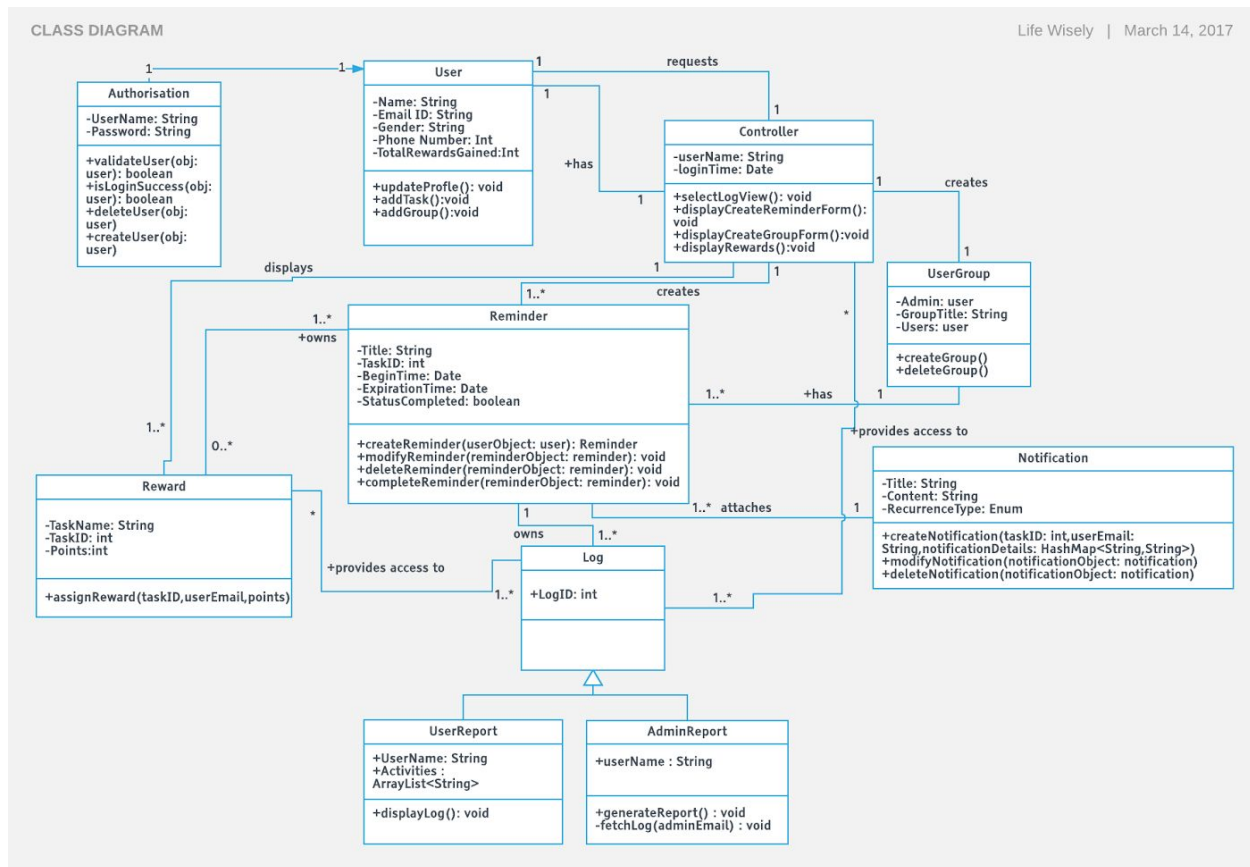 CLASS DIAGRAM
Life Wisely | March 14, 2017
1
1
Authorisation
-UserName: String
-Password: String
+validateUser(obj:
user): boolean
+isLoginSuccess(obj:
user): boolean
+deleteUser(obj:
user)
+createUser(obj:
user)
User
-Name: String
-Email ID: String
-Gender: String
-Phone Number: Int
-TotalRewardsGained:Int
+updateProfle(): void
+addTask():void
+addGroup():void
1
requests
1
1
+has
1
Controller
-userName: String
-loginTime: Date
+selectLogView(): void
+displayCreateReminderForm():
void
+displayCreateGroupForm():void
+displayRewards():void
1
creates
1
UserGroup
-Admin: user
-GroupTitle: String
-Users: user
+createGroup()
+deleteGroup()
displays
1
1
1..*
creates
1..*
+owns
*
Reminder
-Title: String
-TaskID: int
-BeginTime: Date
-ExpirationTime: Date
-StatusCompleted: boolean
+createReminder(userObject: user): Reminder
+modifyReminder(reminderObject: reminder): void
+deleteReminder(reminderObject: reminder): void
+completeReminder(reminderObject: reminder): void
1..*
+has
1
1..*
0..*
+provides access to
Reward
-TaskName: String
-TaskID: int
-Points:int
+assignReward(taskID,userEmail,points)
*
+provides access to
1..*
1
owns
1..*
1..*
attaches
1
Notification
-Title: String
-Content: String
-RecurrenceType: Enum
+createNotification(taskID: int,userEmail:
String,notificationDetails: HashMap<String,String>)
+modifyNotification(notificationObject: notification)
+deleteNotification(notificationObject: notification)
Log
+LogID: int
1..*
UserReport
+UserName: String
+Activities :
ArrayList<String>
+displayLog(): void
AdminReport
+userName : String
+generateReport() : void
-fetchLog(adminEmail) : void